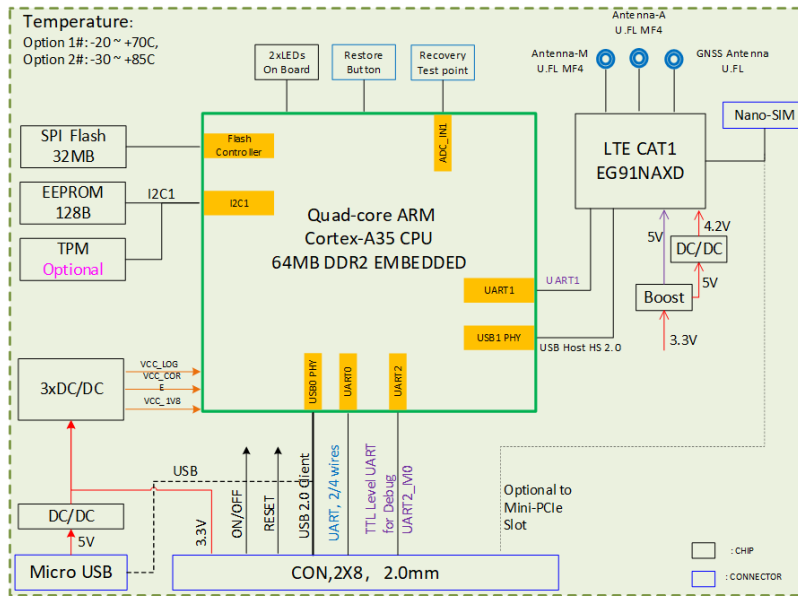 Temperature:
Option 1#: -20 ~ +70C,
Option 2#: -30 ~ +85C
2xLEDs
On Board
Restore
Button
Recovery
Test point
Antenna-A
U.FL MF4
Antenna-M
U.FL MF4
GNSS Antenna
U.FL
Nano-SIM
SPI Flash
32MB
Flash
Controller
ADC_IN1
LTE CAT1
EG91NAXD
EEPROM
128B
I2C1
I2C1
TPM
Optional
Quad-core ARM
Cortex-A35 CPU
64MB DDR2 EMBEDDED
5V
4.2V
DC/DC
5V
Boost
3.3V
UART1
UART1
USB1 PHY
USB Host HS 2.0
3xDC/DC
VCC_LOG
VCC_COR
E
VCC_1V8
USB0 PHY
UART0
UART2
USB
DC/DC
5V
Micro USB
3.3V
ON/OFF
RESET
USB 2.0 Client
UART, 2/4 wires
TTL Level UART
for Debug
UART2_M0
Optional to
Mini-PCIe
Slot
CON,2X8, 2.0mm
: CHIP
: CONNECTOR